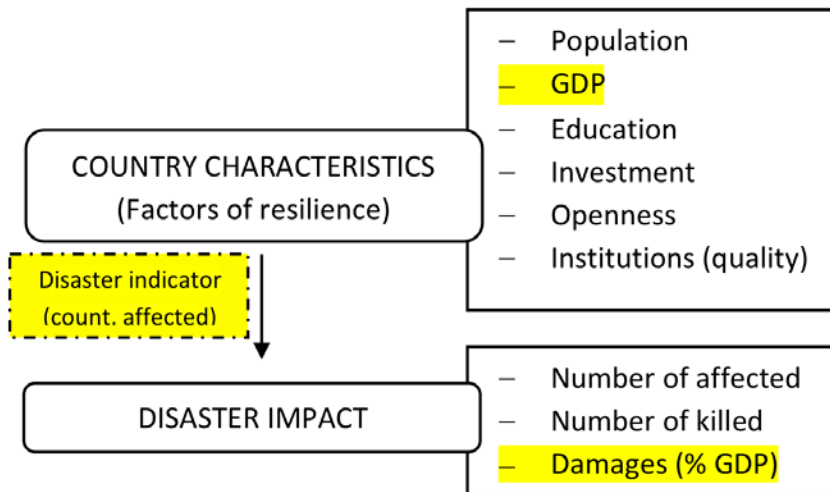 – Population
– GDP
– Education
– Investment
– Openness
– Institutions (quality)
COUNTRY CHARACTERISTICS
(Factors of resilience)
Disaster indicator
(count. affected)
DISASTER IMPACT
– Number of affected
– Number of killed
– Damages (% GDP)